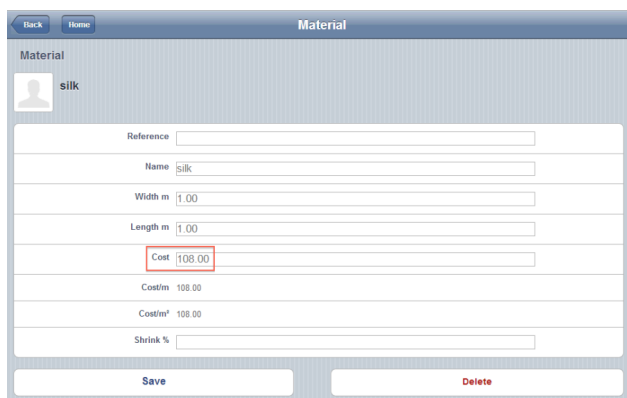 Back Home Material
Material
silk
Reference
Name silk
Width m 1.00
Length m 1.00
Cost 108.00
Cost/m 108.00
Cost/m² 108.00
Shrink %
Save Delete